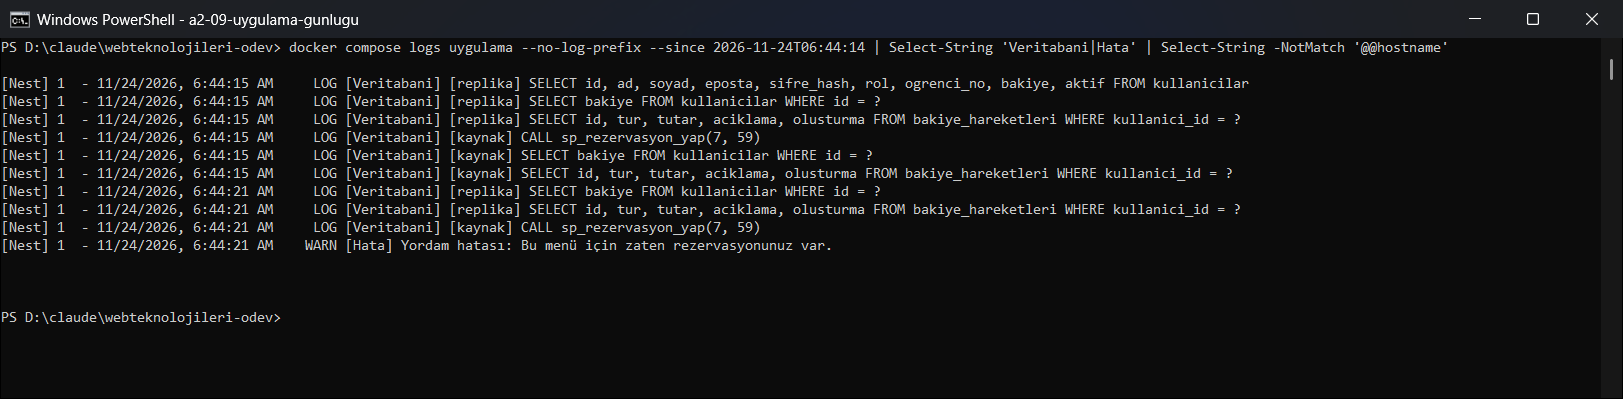 Windows PowerShell - a2-09-uygulama-gunlugu
PS D:\claude\webteknolojileri-odev> docker compose logs uygulama --no-log-prefix --since 2026-11-24T06:44:14 | Select-String 'Veritabani|Hata' | Select-String -NotMatch '@@hostname'
[Nest] 1  - 11/24/2026, 6:44:15 AM     LOG [Veritabani] [replika] SELECT id, ad, soyad, eposta, sifre_hash, rol, ogrenci_no, bakiye, aktif FROM kullanicilar
[Nest] 1  - 11/24/2026, 6:44:15 AM     LOG [Veritabani] [replika] SELECT bakiye FROM kullanicilar WHERE id = ?
[Nest] 1  - 11/24/2026, 6:44:15 AM     LOG [Veritabani] [replika] SELECT id, tur, tutar, aciklama, olusturma FROM bakiye_hareketleri WHERE kullanici_id = ?
[Nest] 1  - 11/24/2026, 6:44:15 AM     LOG [Veritabani] [kaynak] CALL sp_rezervasyon_yap(7, 59)
[Nest] 1  - 11/24/2026, 6:44:15 AM     LOG [Veritabani] [kaynak] SELECT bakiye FROM kullanicilar WHERE id = ?
[Nest] 1  - 11/24/2026, 6:44:15 AM     LOG [Veritabani] [kaynak] SELECT id, tur, tutar, aciklama, olusturma FROM bakiye_hareketleri WHERE kullanici_id = ?
[Nest] 1  - 11/24/2026, 6:44:21 AM     LOG [Veritabani] [replika] SELECT bakiye FROM kullanicilar WHERE id = ?
[Nest] 1  - 11/24/2026, 6:44:21 AM     LOG [Veritabani] [replika] SELECT id, tur, tutar, aciklama, olusturma FROM bakiye_hareketleri WHERE kullanici_id = ?
[Nest] 1  - 11/24/2026, 6:44:21 AM     LOG [Veritabani] [kaynak] CALL sp_rezervasyon_yap(7, 59)
[Nest] 1  - 11/24/2026, 6:44:21 AM    WARN [Hata] Yordam hatası: Bu menü için zaten rezervasyonunuz var.
PS D:\claude\webteknolojileri-odev>